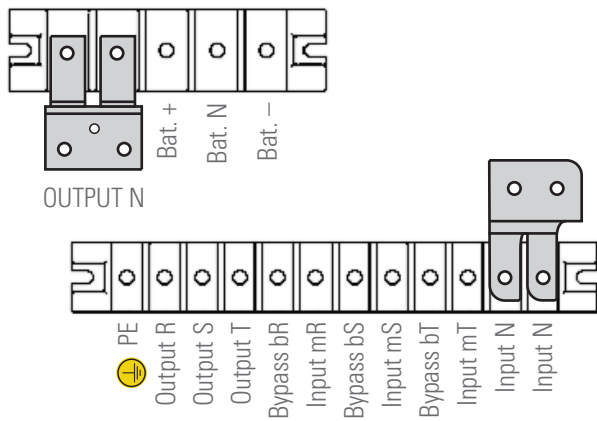 Bat. +
Bat. N
Bat. –
OUTPUT N
PE
Output R
Output S
Output T
Bypass bR
Input mR
Bypass bS
Input mS
Bypass bT
Input mT
Input N
Input N